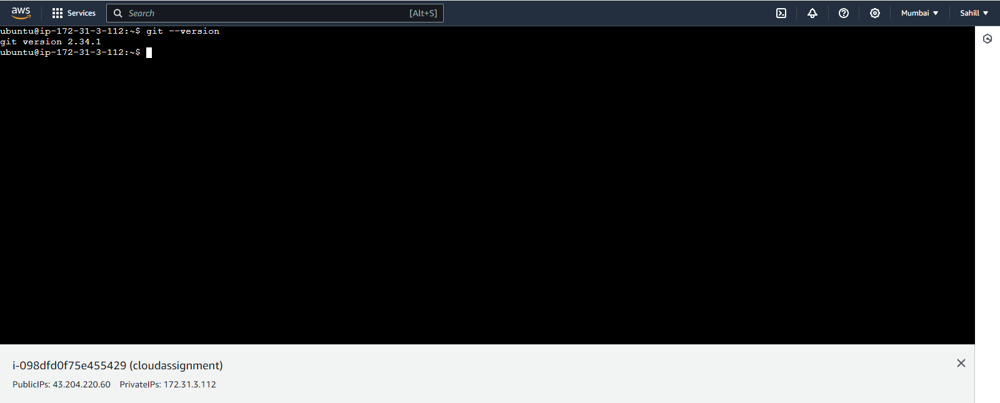 aws Services Search [Alt+S] Mumbai Sahill
ubuntu@ip-172-31-3-112:~$ git --version
git version 2.34.1
ubuntu@ip-172-31-3-112:~$
i-098dfd0f75e455429 (cloudassignment)
PublicIPs: 43.204.220.60 PrivateIPs: 172.31.3.112